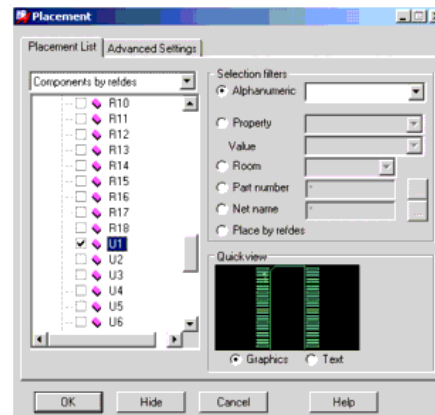 Placement
Placement List
Advanced Settings
Components by refdes
R10
R11
R12
R13
R14
R15
R16
R17
R18
U1
U2
U3
U4
U5
U6
Selection filters
Alphanumeric
Property
Value
Room
Part number
*
Net name
*
...
Place by refdes
Quickview
Graphics
Text
OK
Hide
Cancel
Help